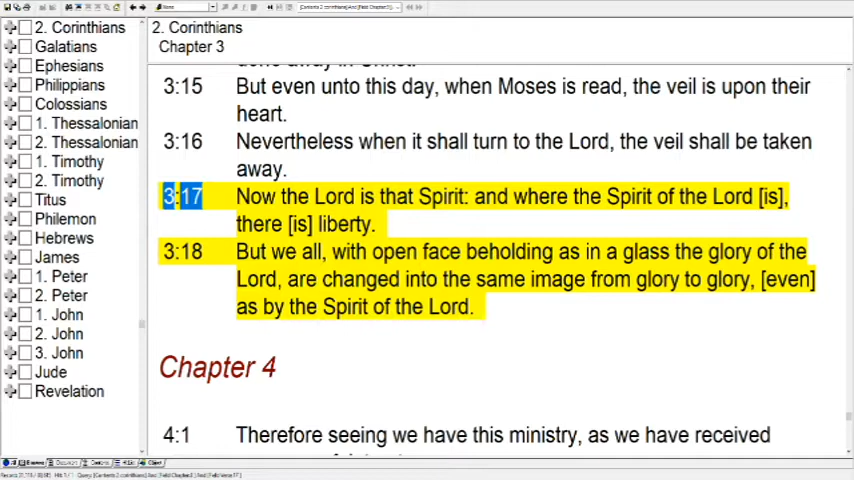 2. Corinthians
Galatians
Ephesians
Philippians
Colossians
1. Thessalonian
2. Thessalonian
1. Timothy
2. Timothy
Titus
Philemon
Hebrews
James
1. Peter
2. Peter
1. John
2. John
3. John
Jude
Revelation
2. Corinthians
Chapter 3
3:15 But even unto this day, when Moses is read, the veil is upon their
heart.
3:16 Nevertheless when it shall turn to the Lord, the veil shall be taken
away.
3:17 Now the Lord is that Spirit: and where the Spirit of the Lord [is],
there [is] liberty.
3:18 But we all, with open face beholding as in a glass the glory of the
Lord, are changed into the same image from glory to glory, [even]
as by the Spirit of the Lord.
Chapter 4
4:1 Therefore seeing we have this ministry, as we have received